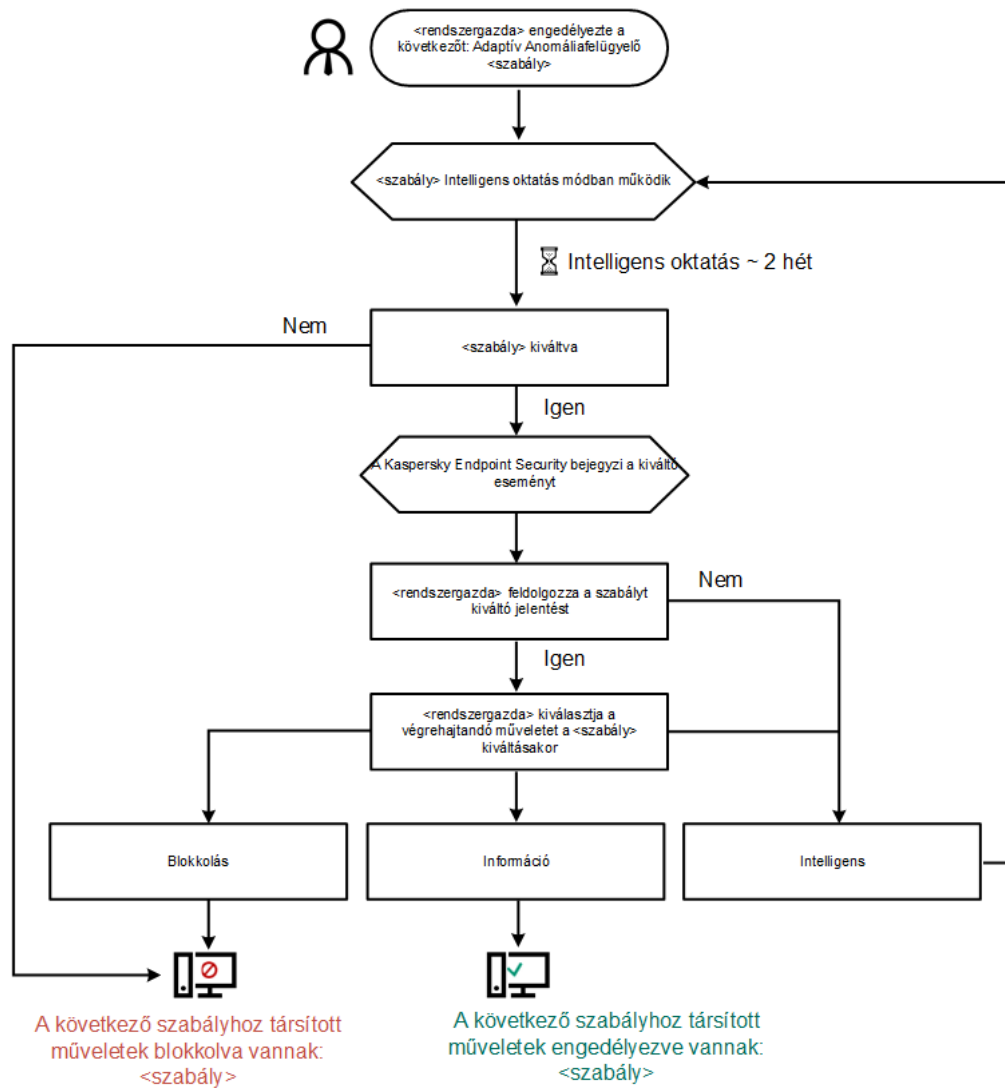 <rendszergazda> engedélyezte a
következőt: Adaptív Anomáliafelügyelő
<szabály>
<szabály> Intelligens oktatás módban működik
Intelligens oktatás ~ 2 hét
Nem
<szabály> kiváltva
Igen
A Kaspersky Endpoint Security bejegyzi a kiváltó
eseményt
<rendszergazda> feldolgozza a szabályt
kiváltó jelentést
Nem
Igen
<rendszergazda> kiválasztja a
végrehajtandó műveletet a <szabály>
kiváltásakor
Blokkolás
Információ
Intelligens
A következő szabályhoz társított
műveletek blokkolva vannak:
<szabály>
A következő szabályhoz társított
műveletek engedélyezve vannak:
<szabály>